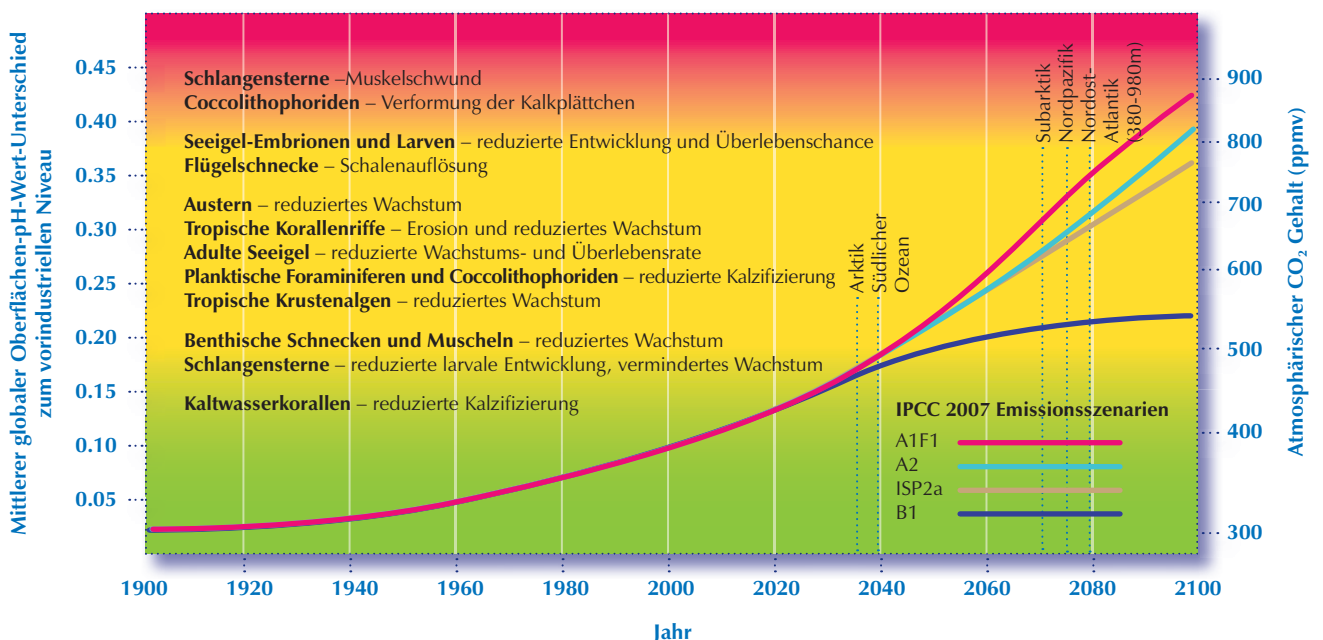 Mittlerer globaler Oberflächen-pH-Wert-Unterschied
zum vorindustriellen Niveau
0.45
0.40
0.35
0.30
0.25
0.20
0.15
0.10
0.05
Schlangensterne –Muskelschwund
Coccolithophoriden – Verformung der Kalkplättchen
Seeigel-Embrionen und Larven – reduzierte Entwicklung und Überlebenschance
Flügelschnecke – Schalenauflösung
Austern – reduziertes Wachstum
Tropische Korallenriffe – Erosion und reduziertes Wachstum
Adulte Seeigel – reduzierte Wachstums- und Überlebensrate
Planktische Foraminiferen und Coccolithophoriden – reduzierte Kalzifizierung
Tropische Krustenalgen – reduziertes Wachstum
Benthische Schnecken und Muscheln – reduziertes Wachstum
Schlangensterne – reduzierte larvale Entwicklung, vermindertes Wachstum
Kaltwasserkorallen – reduzierte Kalzifizierung
Arktik
Südlicher
Ozean
Subarktik
Nordpazifik
Nordost-
Atlantik
(380-980m)
IPCC 2007 Emissionsszenarien
A1F1
A2
ISP2a
B1
900
800
700
600
500
400
300
Atmosphärischer CO₂ Gehalt (ppmv)
1900
1920
1940
1960
1980
2000
2020
2040
2060
2080
2100
Jahr